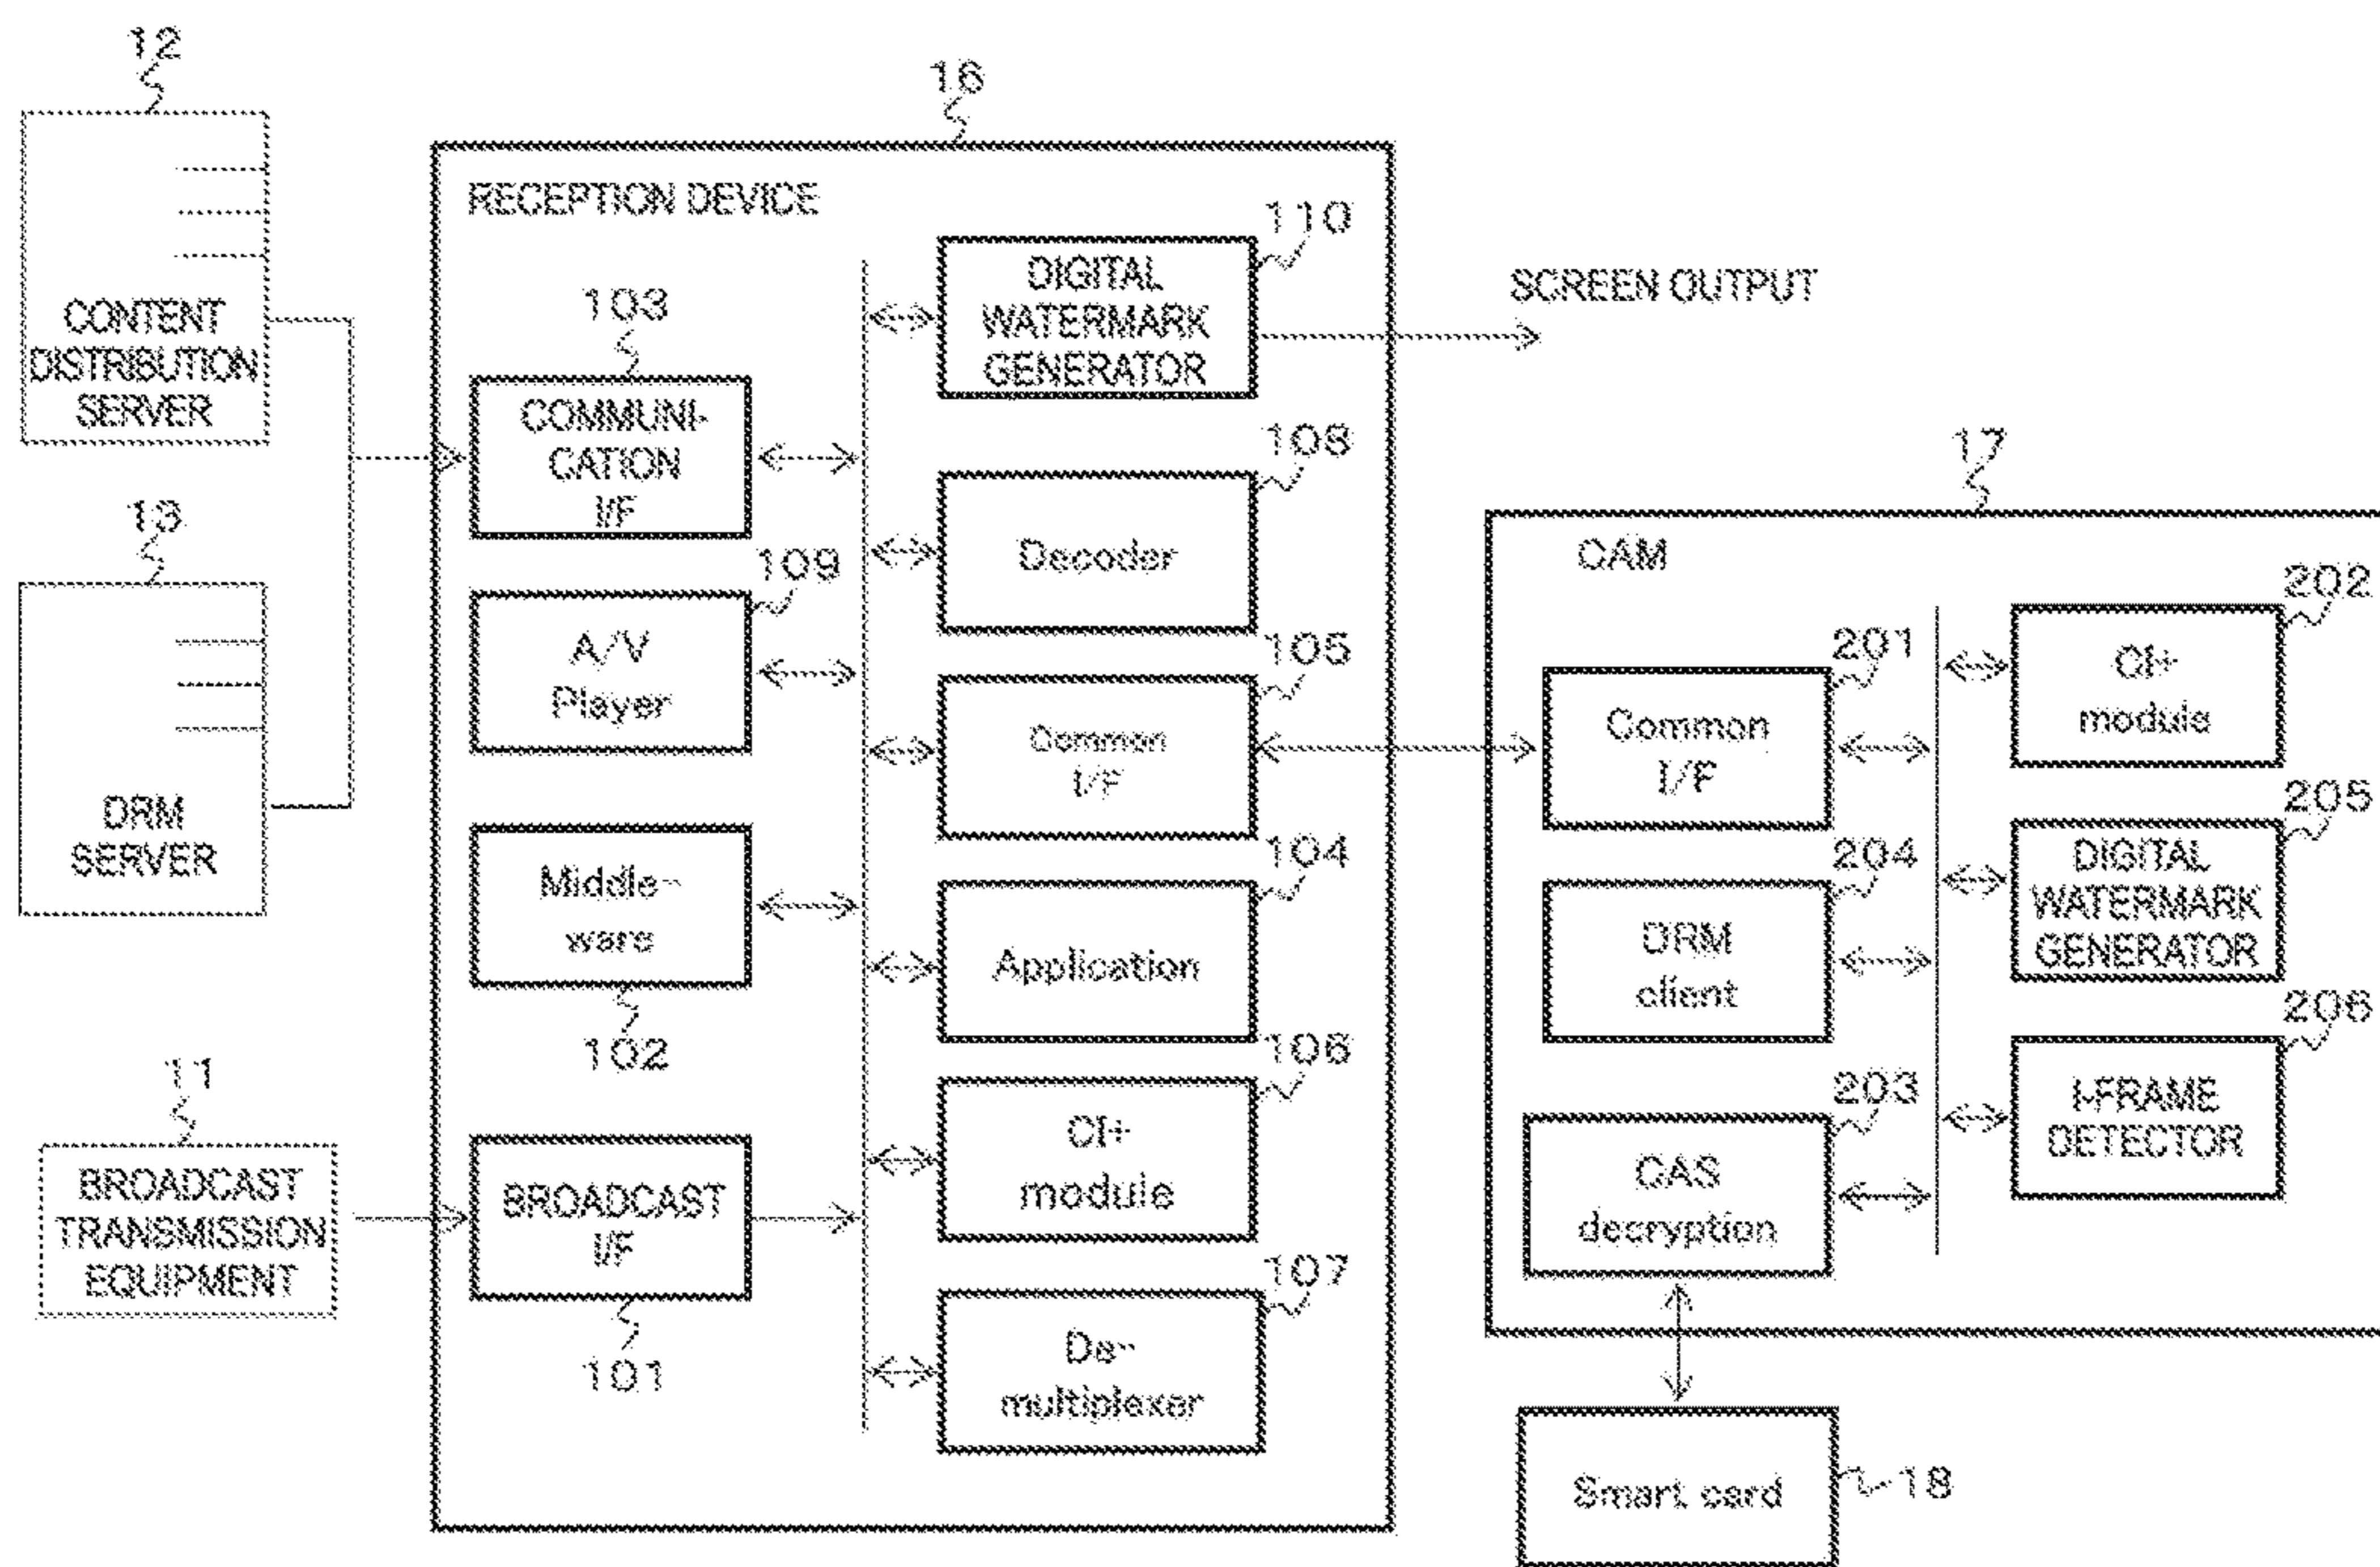 12
CONTENT
DISTRIBUTION
SERVER
13
DRM
SERVER
11
BROADCAST
TRANSMISSION
EQUIPMENT
16
RECEPTION DEVICE
103
COMMUNI-
CATION
I/F
109
A/V
Player
Middle-
ware
102
BROADCAST
I/F
101
110
DIGITAL
WATERMARK
GENERATOR
108
Decoder
105
Common
I/F
104
Application
106
CI+
module
107
De-
multiplexer
SCREEN OUTPUT
17
CAM
201
Common
I/F
204
DRM
client
203
CAS
decryption
202
CI+
module
205
DIGITAL
WATERMARK
GENERATOR
206
I-FRAME
DETECTOR
Smart card
18